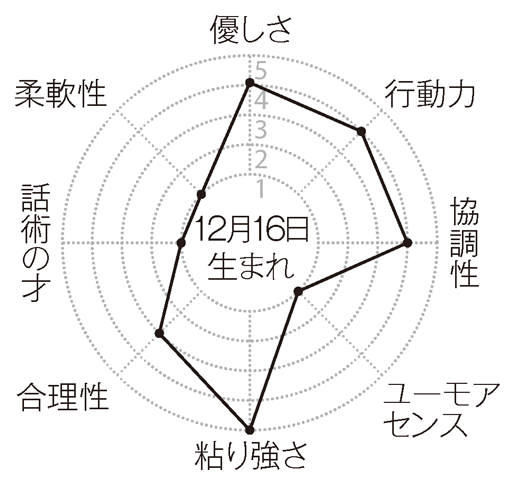 優しさ
行動力
協調性
ユーモア
センス
粘り強さ
合理性
話術の才
柔軟性
5
4
3
2
1
12月16日
生まれ